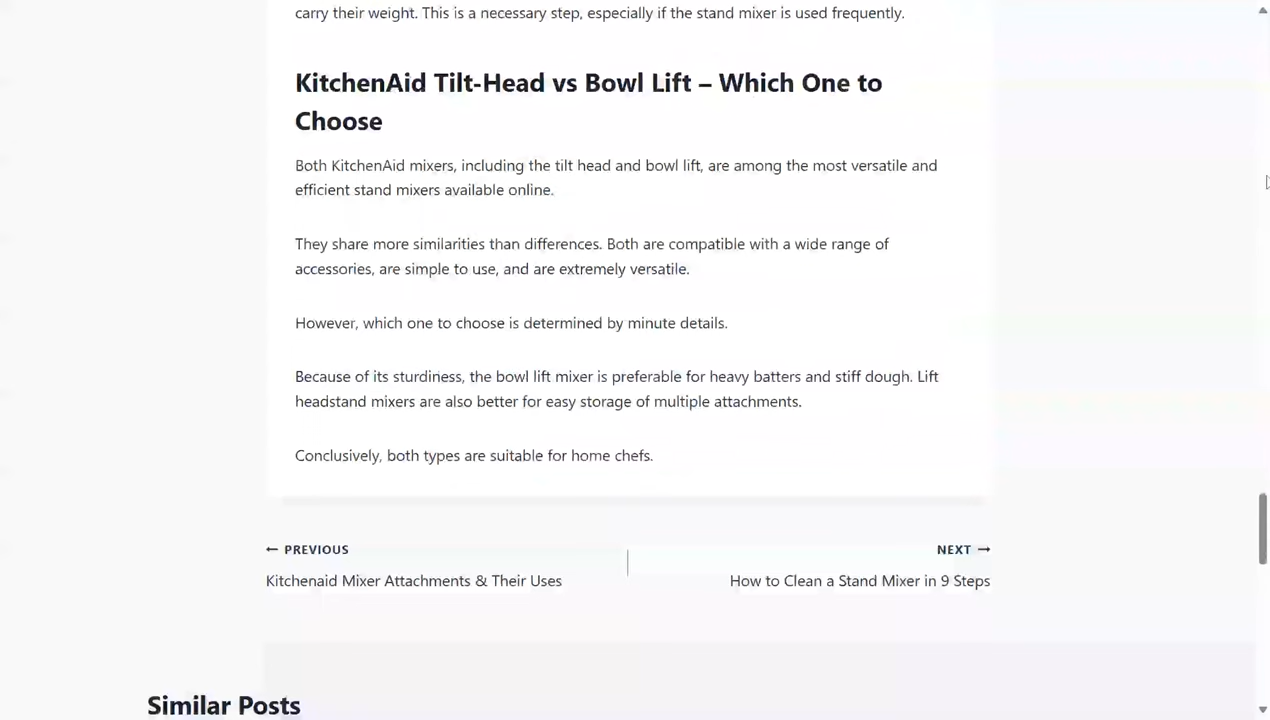 carry their weight. This is a necessary step, especially if the stand mixer is used frequently.
KitchenAid Tilt-Head vs Bowl Lift – Which One to
Choose
Both KitchenAid mixers, including the tilt head and bowl lift, are among the most versatile and
efficient stand mixers available online.
They share more similarities than differences. Both are compatible with a wide range of
accessories, are simple to use, and are extremely versatile.
However, which one to choose is determined by minute details.
Because of its sturdiness, the bowl lift mixer is preferable for heavy batters and stiff dough. Lift
headstand mixers are also better for easy storage of multiple attachments.
Conclusively, both types are suitable for home chefs.
← PREVIOUS
Kitchenaid Mixer Attachments & Their Uses
NEXT →
How to Clean a Stand Mixer in 9 Steps
Similar Posts